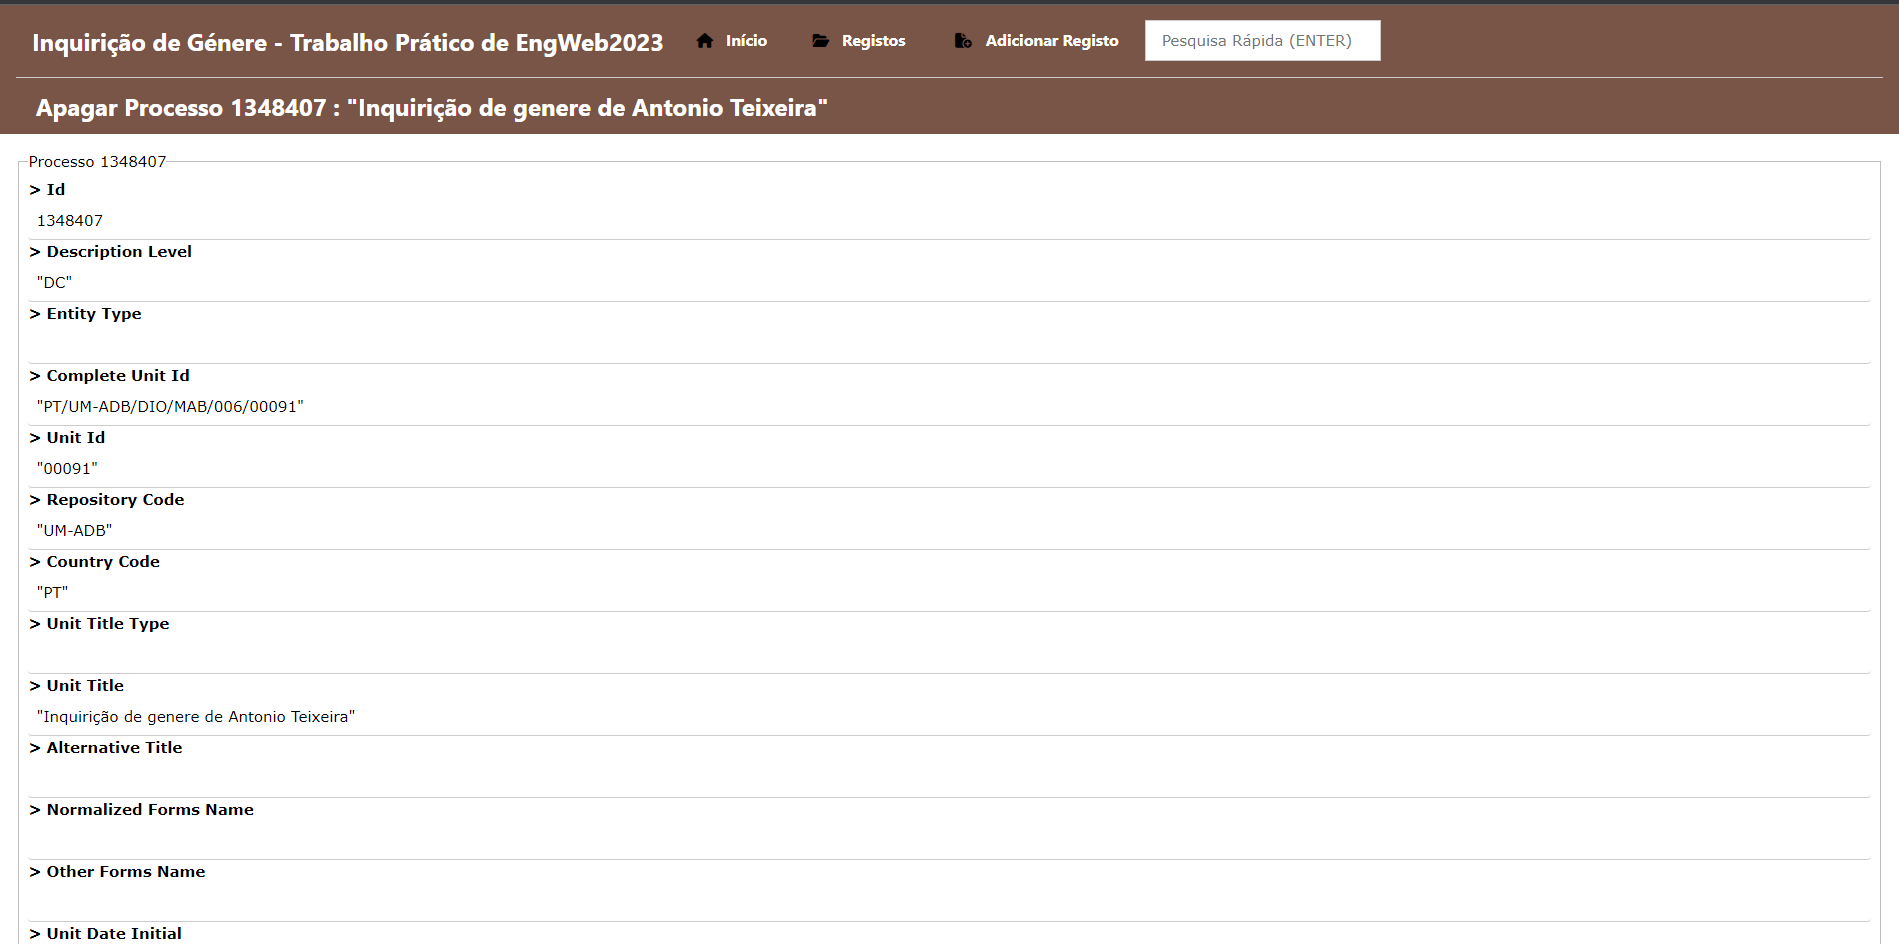 Inquirição de Génere - Trabalho Prático de EngWeb2023 Início Registos Adicionar Registo Pesquisa Rápida (ENTER)
Apagar Processo 1348407 : "Inquirição de genere de Antonio Teixeira"
Processo 1348407
> Id
1348407
> Description Level
"DC"
> Entity Type
> Complete Unit Id
"PT/UM-ADB/DIO/MAB/006/00091"
> Unit Id
"00091"
> Repository Code
"UM-ADB"
> Country Code
"PT"
> Unit Title Type
> Unit Title
"Inquirição de genere de Antonio Teixeira"
> Alternative Title
> Normalized Forms Name
> Other Forms Name
> Unit Date Initial